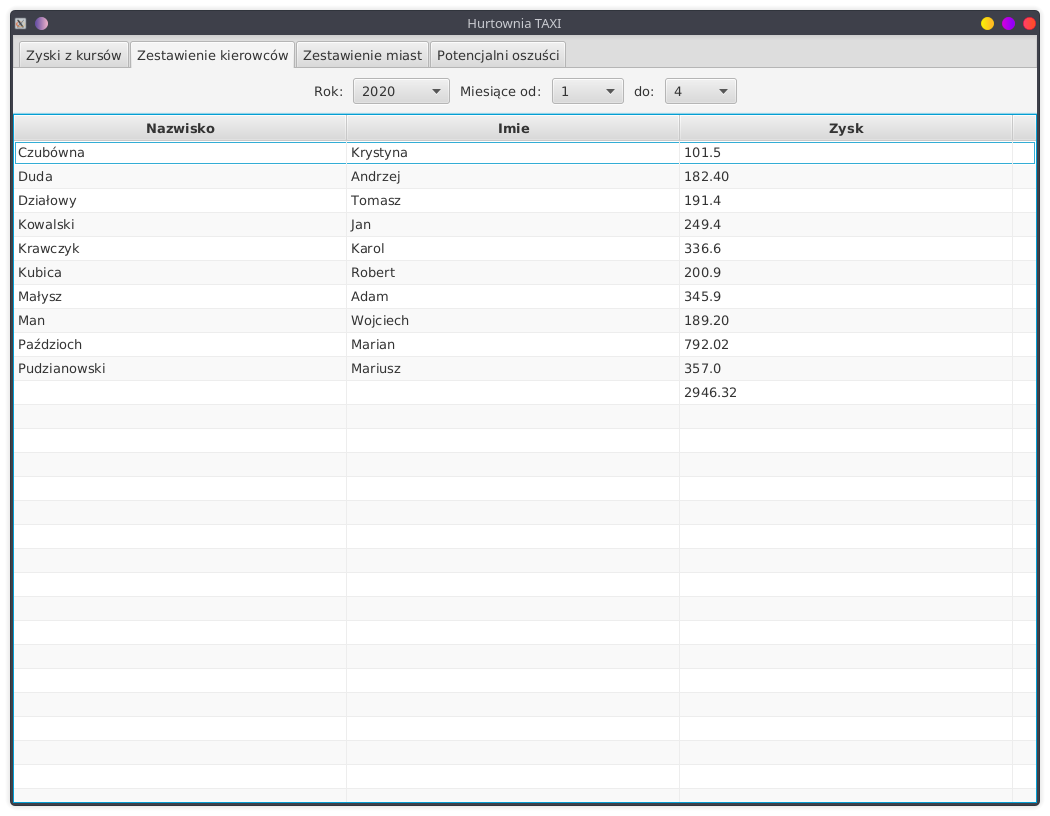 Hurtownia TAXI
Zyski z kursów Zestawienie kierowców Zestawienie miast Potencjalni oszuści
Rok: 2020 Miesiące od: 1 do: 4
Nazwisko Imie Zysk
Czubówna Krystyna 101.5
Duda Andrzej 182.40
Działowy Tomasz 191.4
Kowalski Jan 249.4
Krawczyk Karol 336.6
Kubica Robert 200.9
Małysz Adam 345.9
Man Wojciech 189.20
Paździoch Marian 792.02
Pudzianowski Mariusz 357.0
2946.32